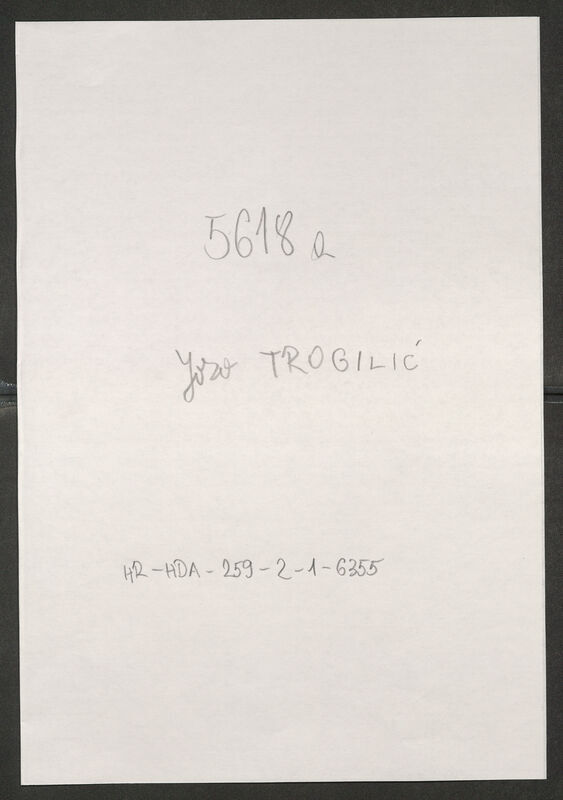 5618 a
Jozo TROGILIĆ
HR-HDA-259-2-1-6355